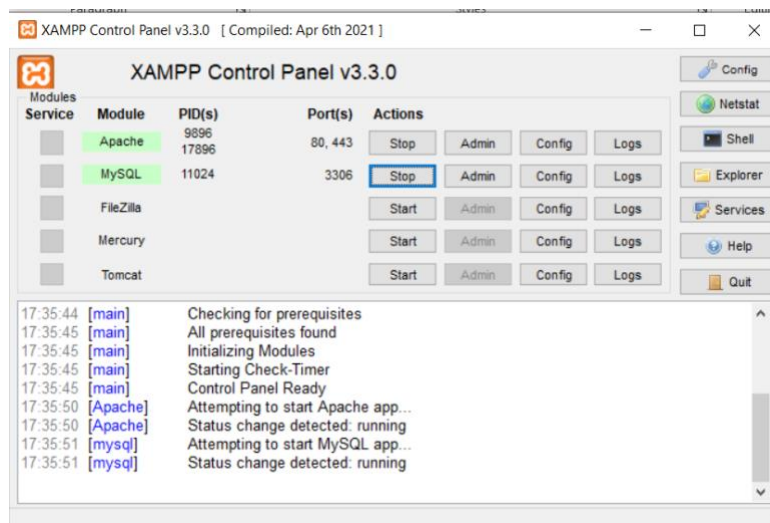 XAMPP Control Panel v3.3.0 [ Compiled: Apr 6th 2021 ]
XAMPP Control Panel v3.3.0
Config
Modules
Service Module PID(s) Port(s) Actions
Netstat
Apache 9896 17896 80, 443 Stop Admin Config Logs
Shell
MySQL 11024 3306 Stop Admin Config Logs
Explorer
FileZilla Start Admin Config Logs
Services
Mercury Start Admin Config Logs
Help
Tomcat Start Admin Config Logs
Quit
17:35:44 [main] Checking for prerequisites
17:35:45 [main] All prerequisites found
17:35:45 [main] Initializing Modules
17:35:45 [main] Starting Check-Timer
17:35:45 [main] Control Panel Ready
17:35:50 [Apache] Attempting to start Apache app...
17:35:50 [Apache] Status change detected: running
17:35:51 [mysql] Attempting to start MySQL app...
17:35:51 [mysql] Status change detected: running